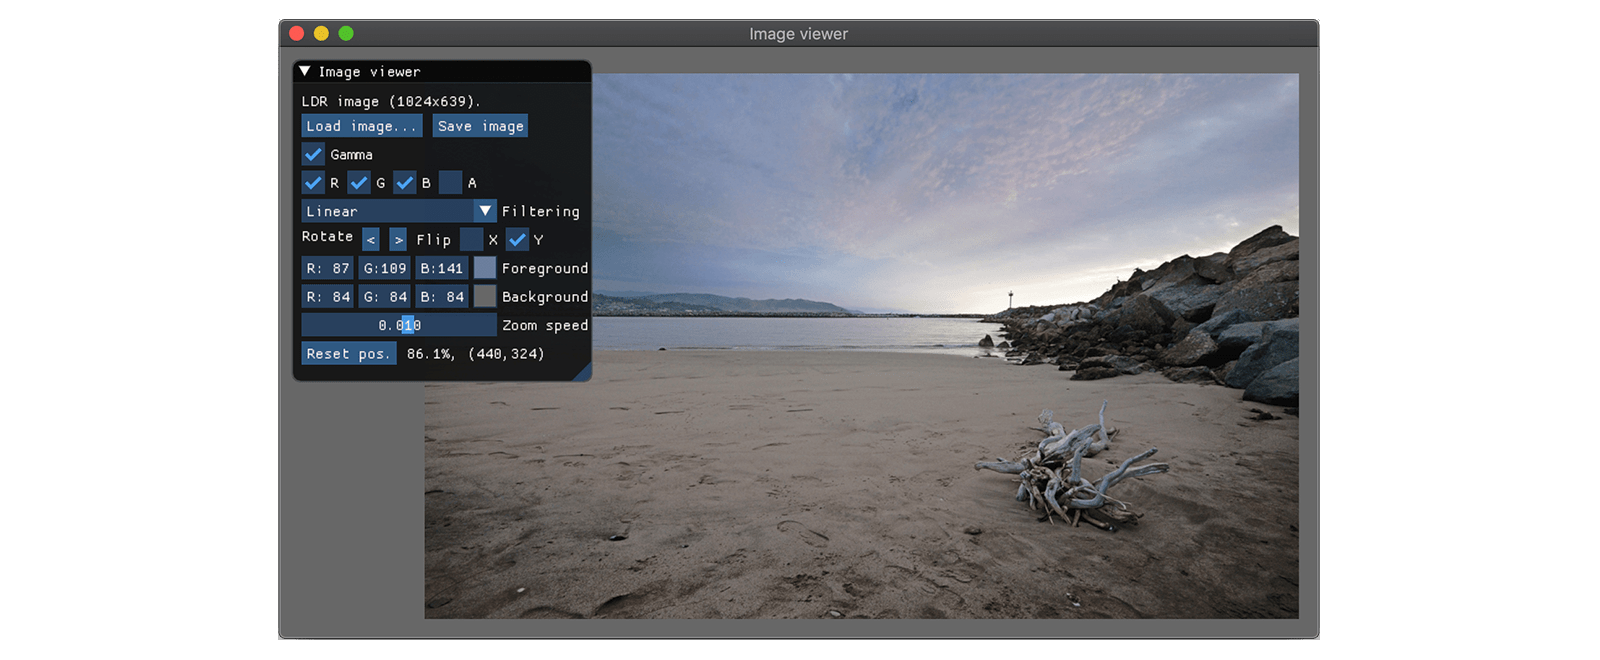 Image viewer
Image viewer
LDR image (1024x639).
Load image... Save image
Gamma
R G B A
Linear Filtering
Rotate < > Flip X Y
R: 87 G:109 B:141 Foreground
R: 84 G: 84 B: 84 Background
0.010 Zoom speed
Reset pos. 86.1%, (440,324)